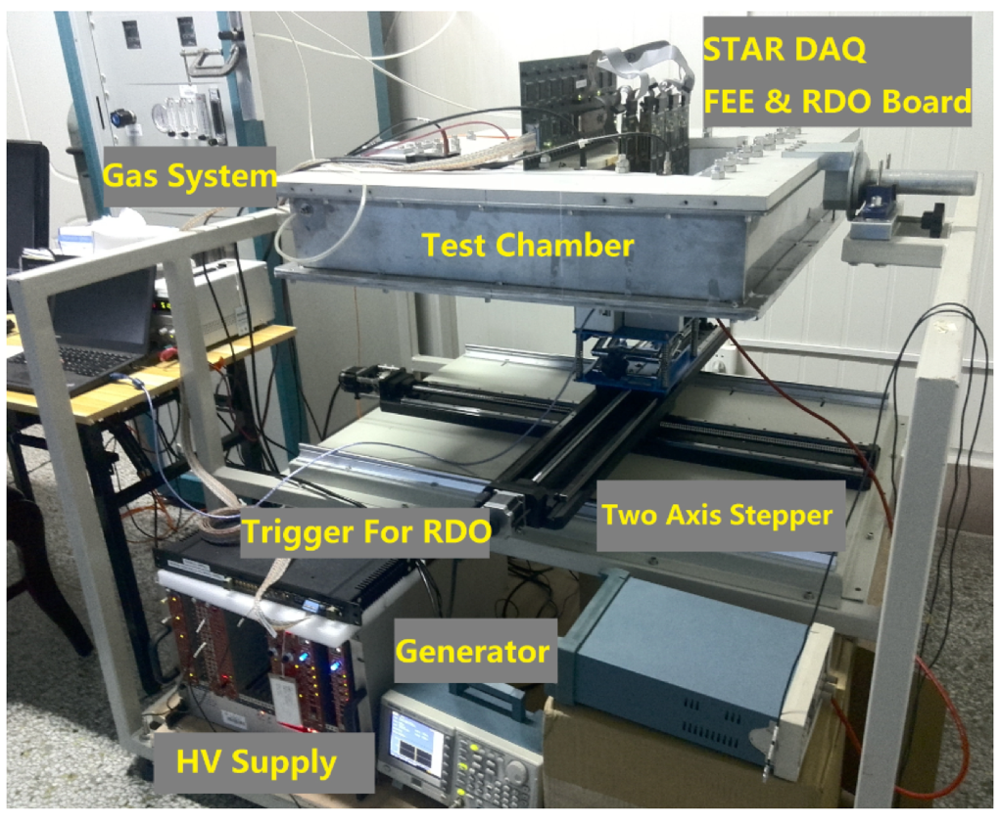 STAR DAQ
FEE & RDO Board
Gas System
Test Chamber
Two Axis Stepper
Trigger For RDO
Generator
HV Supply